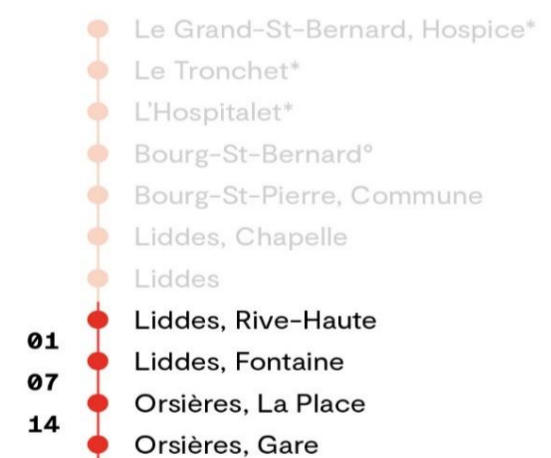 Le Grand-St-Bernard, Hospice*
Le Tronchet*
L'Hospitalet*
Bourg-St-Bernard°
Bourg-St-Pierre, Commune
Liddes, Chapelle
Liddes
Liddes, Rive-Haute
01
Liddes, Fontaine
07
Orsières, La Place
14
Orsières, Gare